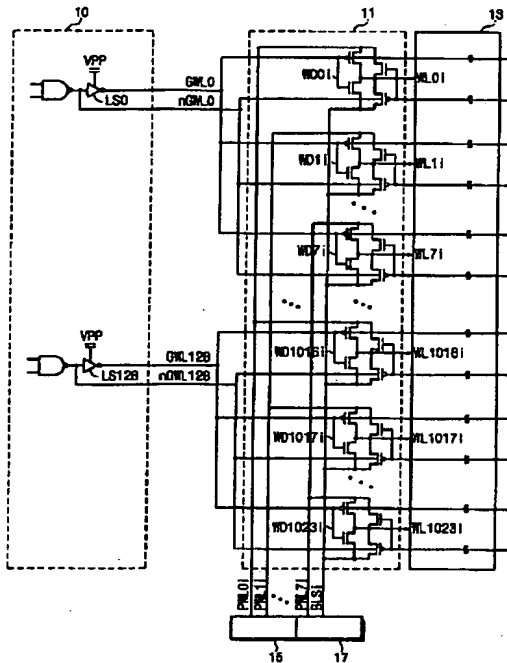 10
11
13
VPP
GWL0
LS0
nGWL0
WD0i
WL0i
WD1i
WL1i
WD7i
WL7i
VPP
GWL128
LS128
nGWL128
WD1016i
WL1016i
WD1017i
WL1017i
WD1023i
WL1023i
PWL0i
PWL1i
PWL7i
BLSi
15
17